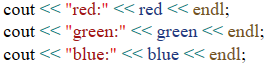 cout << "red:" << red << endl;
cout << "green:" << green << endl;
cout << "blue:" << blue << endl;